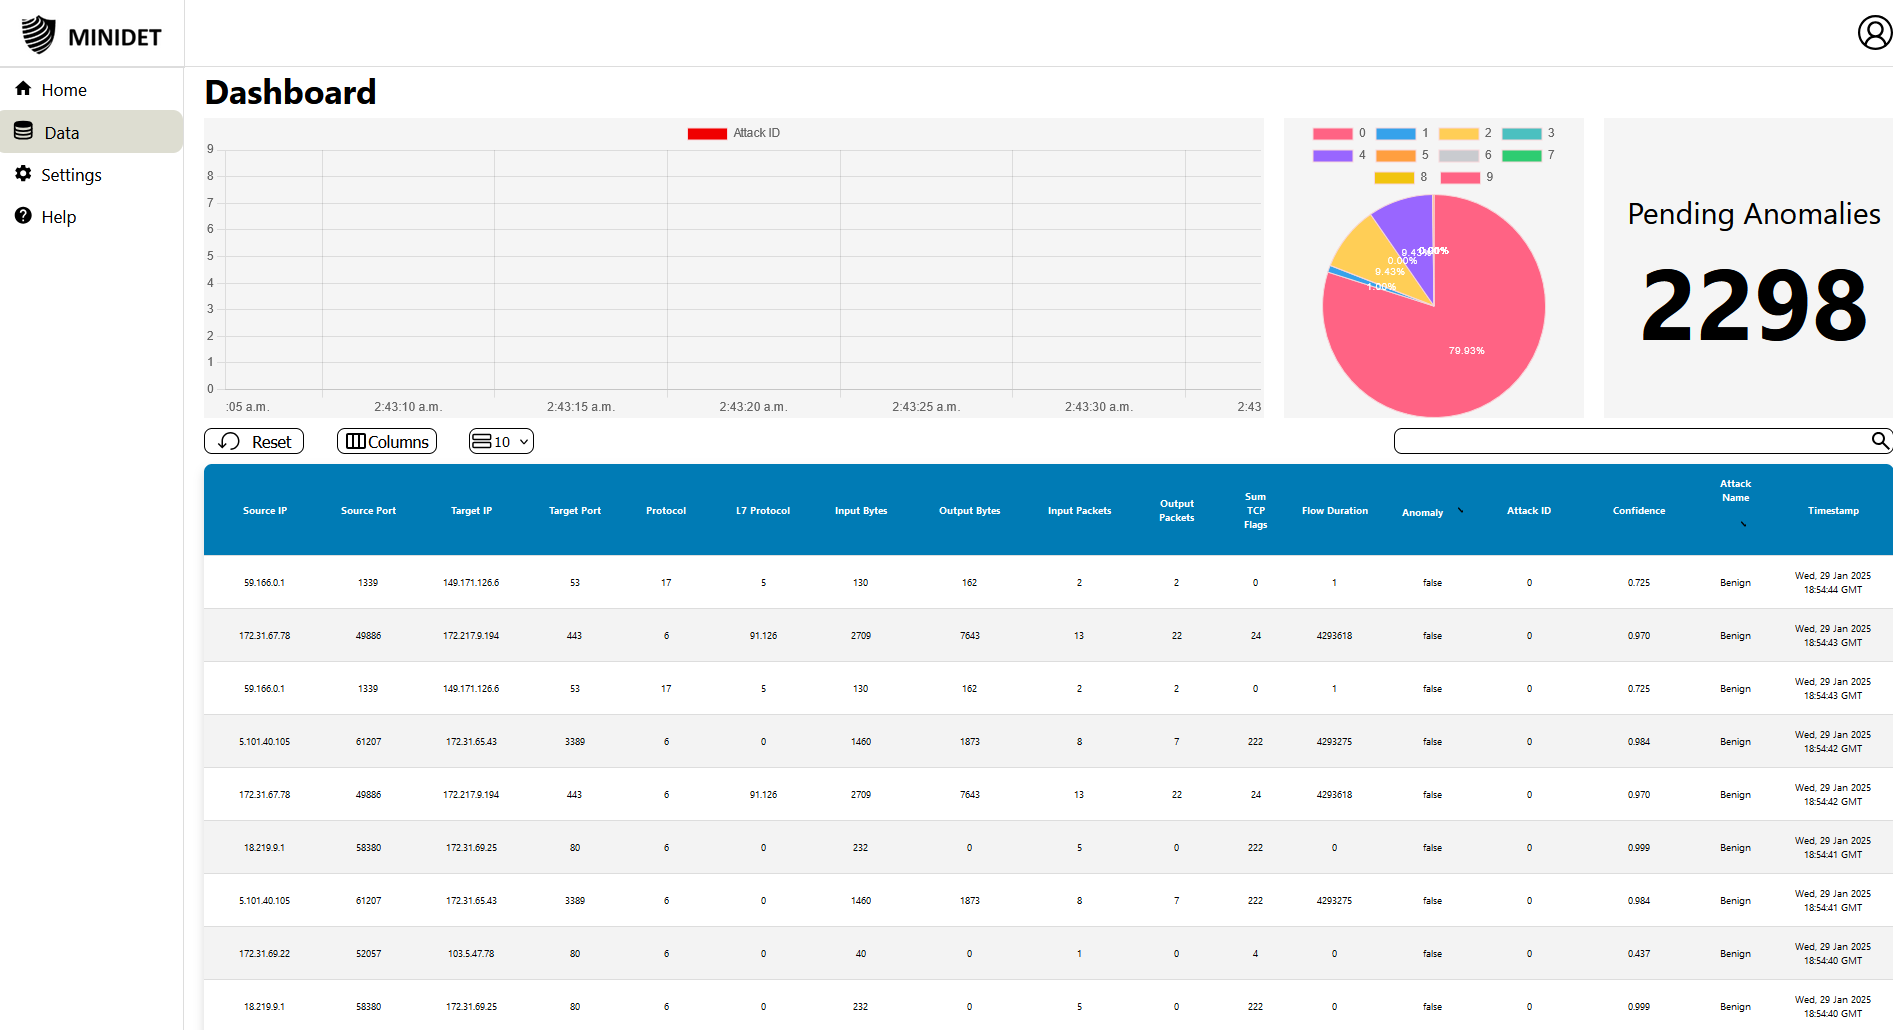 MINIDET
Home
Data
Settings
Help
Dashboard
Attack ID
9
8
7
6
5
4
3
2
1
0
:05 a.m. 2:43:10 a.m. 2:43:15 a.m. 2:43:20 a.m. 2:43:25 a.m. 2:43:30 a.m. 2:43
0 1 2 3
4 5 6 7
8 9
9.43%
0.00%
9.43%
1.00%
79.93%
Pending Anomalies
2298
Reset Columns 10
Source IP Source Port Target IP Target Port Protocol L7 Protocol Input Bytes Output Bytes Input Packets Output Packets Sum TCP Flags Flow Duration Anomaly Attack ID Confidence Attack Name Timestamp
59.166.0.1 1339 149.171.126.6 53 17 5 130 162 2 2 0 1 false 0 0.725 Benign Wed, 29 Jan 2025 18:54:44 GMT
172.31.67.78 49886 172.217.9.194 443 6 91.126 2709 7643 13 22 24 4293618 false 0 0.970 Benign Wed, 29 Jan 2025 18:54:43 GMT
59.166.0.1 1339 149.171.126.6 53 17 5 130 162 2 2 0 1 false 0 0.725 Benign Wed, 29 Jan 2025 18:54:43 GMT
5.101.40.105 61207 172.31.65.43 3389 6 0 1460 1873 8 7 222 4293275 false 0 0.984 Benign Wed, 29 Jan 2025 18:54:42 GMT
172.31.67.78 49886 172.217.9.194 443 6 91.126 2709 7643 13 22 24 4293618 false 0 0.970 Benign Wed, 29 Jan 2025 18:54:42 GMT
18.219.9.1 58380 172.31.69.25 80 6 0 232 0 5 0 222 0 false 0 0.999 Benign Wed, 29 Jan 2025 18:54:41 GMT
5.101.40.105 61207 172.31.65.43 3389 6 0 1460 1873 8 7 222 4293275 false 0 0.984 Benign Wed, 29 Jan 2025 18:54:41 GMT
172.31.69.22 52057 103.5.47.78 80 6 0 40 0 1 0 4 0 false 0 0.437 Benign Wed, 29 Jan 2025 18:54:40 GMT
18.219.9.1 58380 172.31.69.25 80 6 0 232 0 5 0 222 0 false 0 0.999 Benign Wed, 29 Jan 2025 18:54:40 GMT